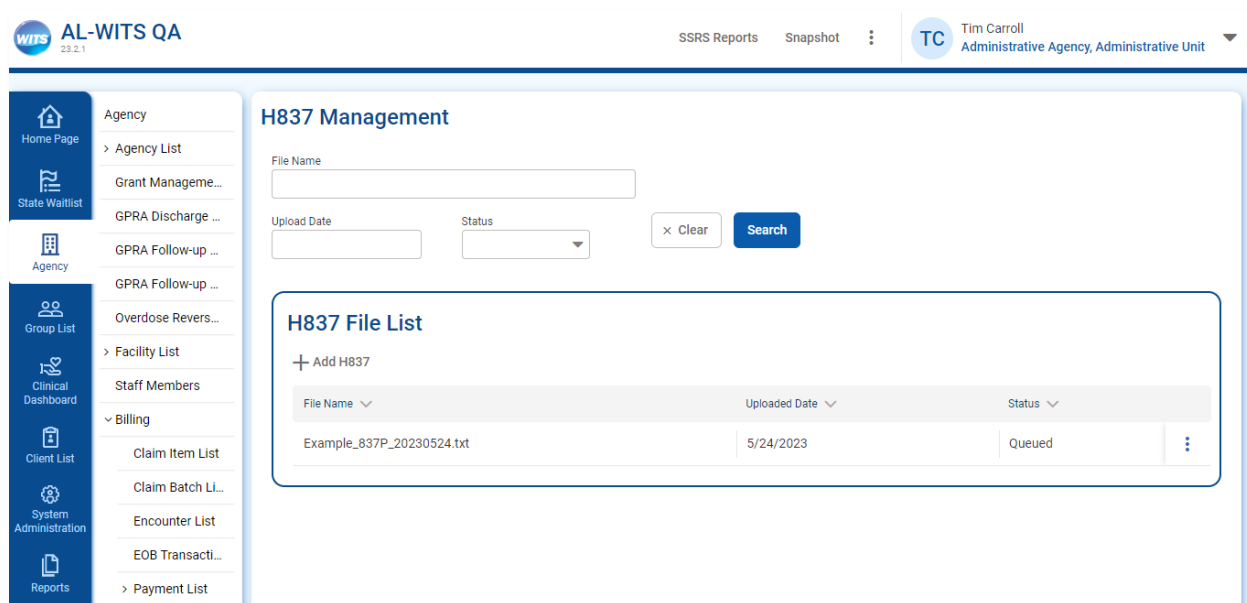 WITS
AL-WITS QA
23.2.1
SSRS Reports
Snapshot
TC
Tim Carroll
Administrative Agency, Administrative Unit
Home Page
State Waitlist
Agency
Group List
Clinical
Dashboard
Client List
System
Administration
Reports
Agency
> Agency List
Grant Manageme...
GPRA Discharge ...
GPRA Follow-up ...
GPRA Follow-up ...
Overdose Revers...
> Facility List
Staff Members
Billing
Claim Item List
Claim Batch Li...
Encounter List
EOB Transacti...
> Payment List
H837 Management
File Name
Upload Date
Status
× Clear
Search
H837 File List
+ Add H837
File Name
Uploaded Date
Status
Example_837P_20230524.txt
5/24/2023
Queued